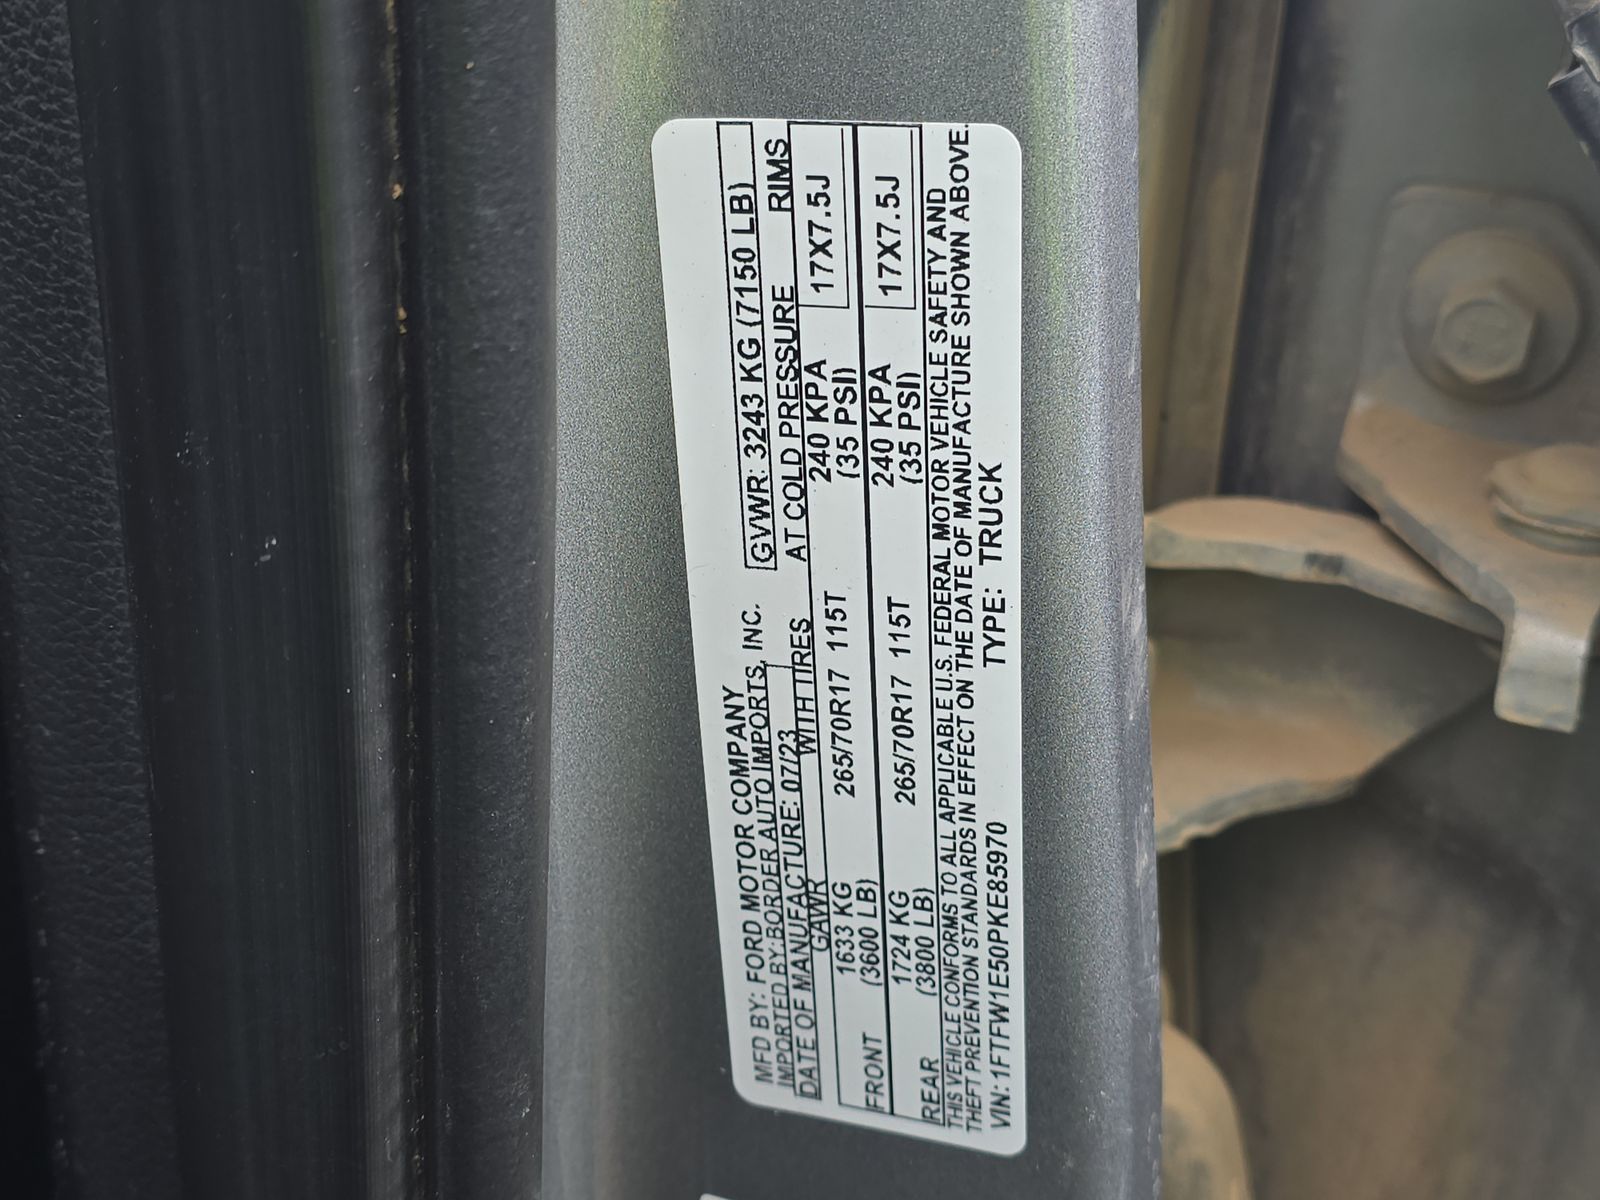 MFD BY: FORD MOTOR COMPANY
IMPORTED BY:BORDER AUTO IMPORTS, INC.
DATE OF MANUFACTURE: 07/23 GVWR: 3243 KG (7150 LB)
GAWR WITH TIRES AT COLD PRESSURE RIMS
FRONT 1633 KG 265/70R17 115T 240 KPA 17X7.5J
(3600 LB) (35 PSI)
REAR 1724 KG 265/70R17 115T 240 KPA 17X7.5J
(3800 LB) (35 PSI)
THIS VEHICLE CONFORMS TO ALL APPLICABLE U.S. FEDERAL MOTOR VEHICLE SAFETY AND
THEFT PREVENTION STANDARDS IN EFFECT ON THE DATE OF MANUFACTURE SHOWN ABOVE.
VIN: 1FTFW1E50PKE85970 TYPE: TRUCK